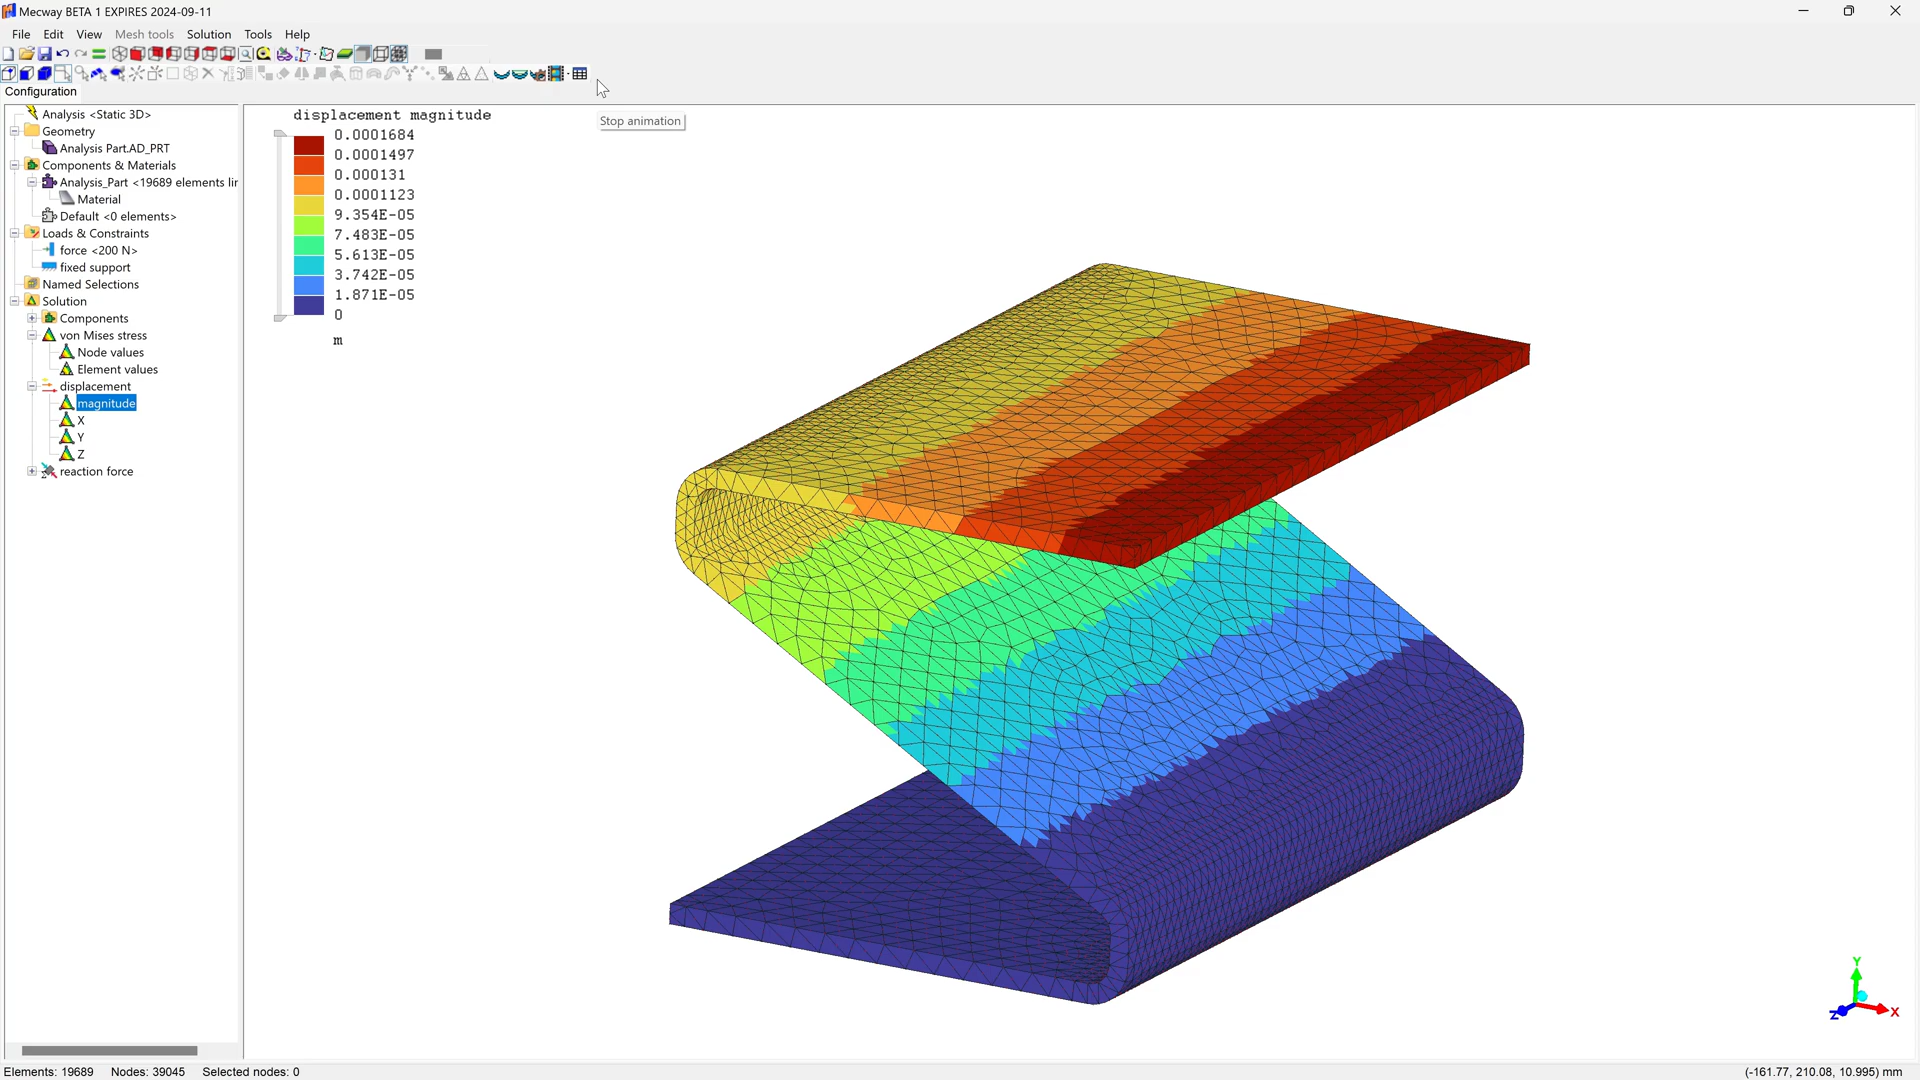 Mecway BETA 1 EXPIRES 2024-09-11
File Edit View Mesh tools Solution Tools Help
Configuration
Analysis <Static 3D>
Geometry
Analysis Part.AD_PRT
Components & Materials
Analysis_Part <19689 elements lir
Material
Default <0 elements>
Loads & Constraints
force <200 N>
fixed support
Named Selections
Solution
Components
von Mises stress
Node values
Element values
displacement
magnitude
X
Y
Z
reaction force
displacement magnitude
0.0001684
0.0001497
0.000131
0.0001123
9.354E-05
7.483E-05
5.613E-05
3.742E-05
1.871E-05
0
m
Stop animation
Y
Z X
Elements: 19689 Nodes: 39045 Selected nodes: 0
(-161.77, 210.08, 10.995) mm